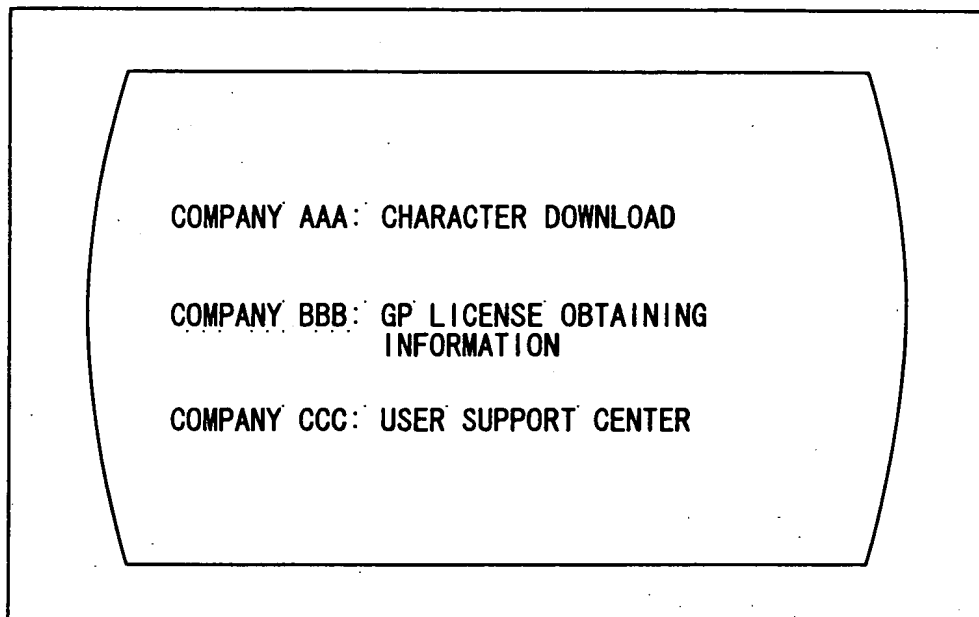 COMPANY AAA: CHARACTER DOWNLOAD
COMPANY BBB: GP LICENSE OBTAINING
INFORMATION
COMPANY CCC: USER SUPPORT CENTER